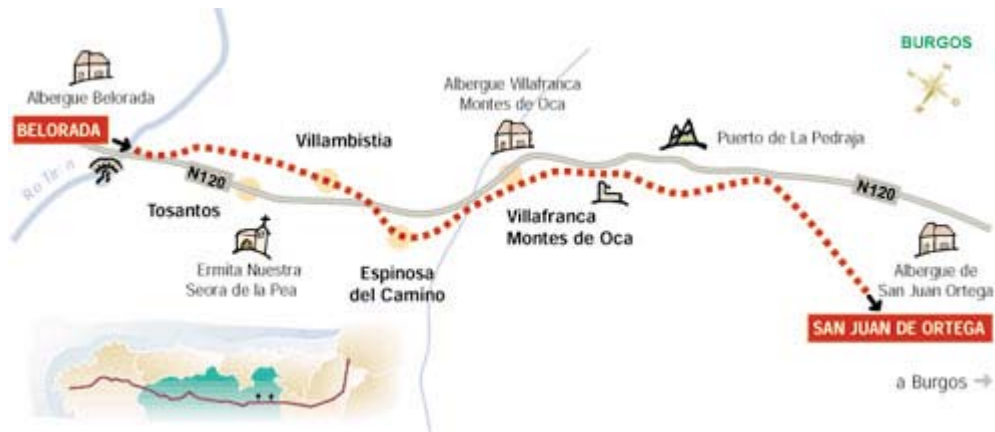 BURGOS
Albergue Belorada
BELORADA
Albergue Villafranca
Montes de Oca
Villambistia
Puerto de La Pedraja
N120
Tosantos
N120
Villafranca
Montes de Oca
Ermita Nuestra
Seora de la Pea
Espinosa
del Camino
Albergue de
San Juan Ortega
SAN JUAN DE ORTEGA
a Burgos